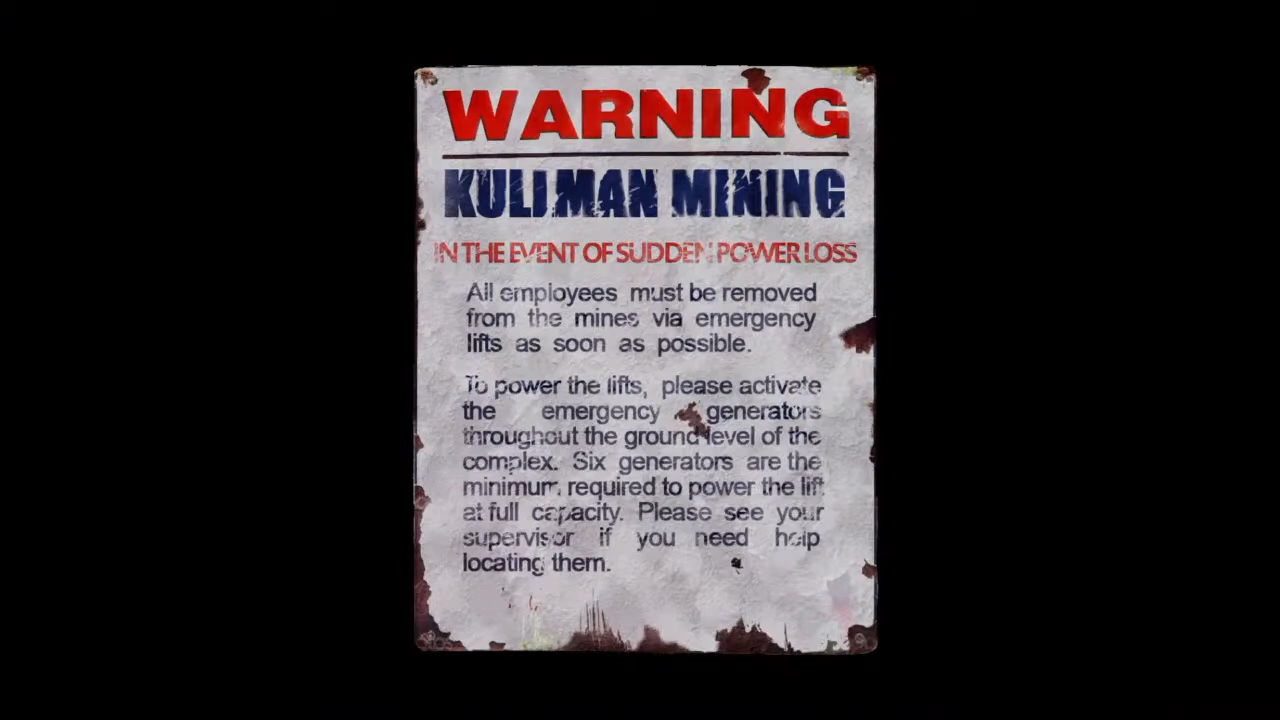 WARNING
KULLMAN MINING
IN THE EVENT OF SUDDEN POWER LOSS
All employees must be removed
from the mines via emergency
lifts as soon as possible.
To power the lifts, please activate
the emergency generators
throughout the ground level of the
complex. Six generators are the
minimum required to power the lift
at full capacity. Please see your
supervisor if you need help
locating them.